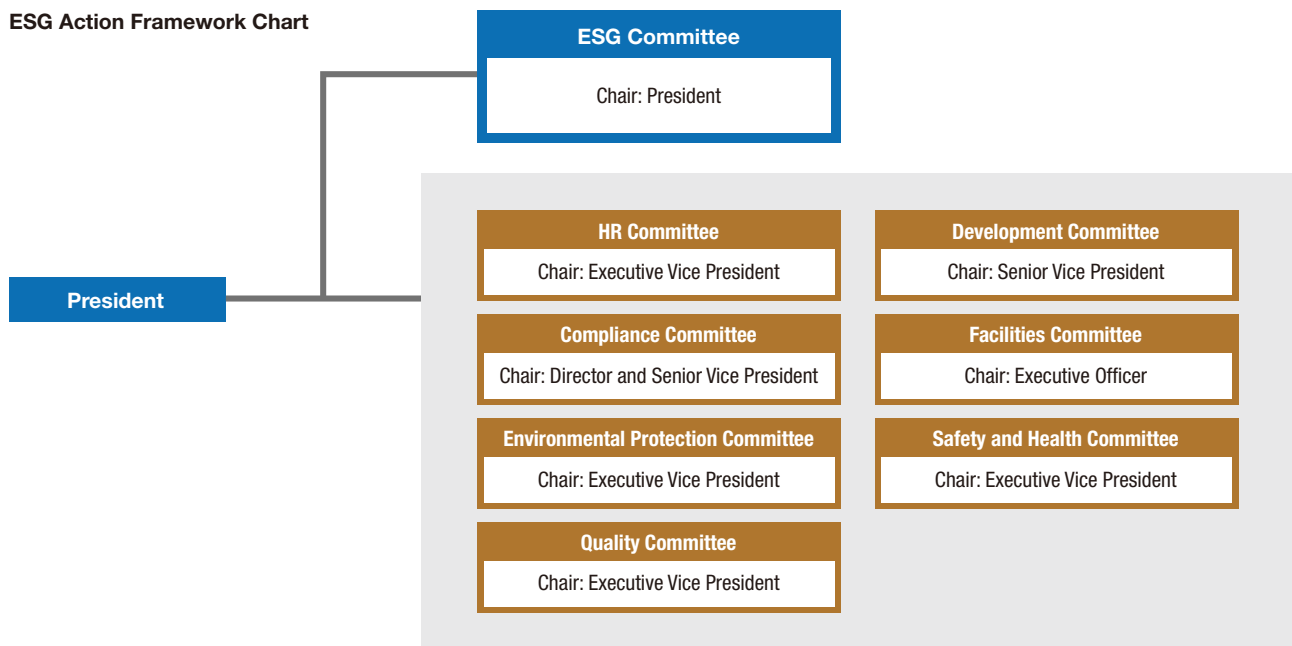 ESG Action Framework Chart
ESG Committee
Chair: President
President
HR Committee
Chair: Executive Vice President
Development Committee
Chair: Senior Vice President
Compliance Committee
Chair: Director and Senior Vice President
Facilities Committee
Chair: Executive Officer
Environmental Protection Committee
Chair: Executive Vice President
Safety and Health Committee
Chair: Executive Vice President
Quality Committee
Chair: Executive Vice President